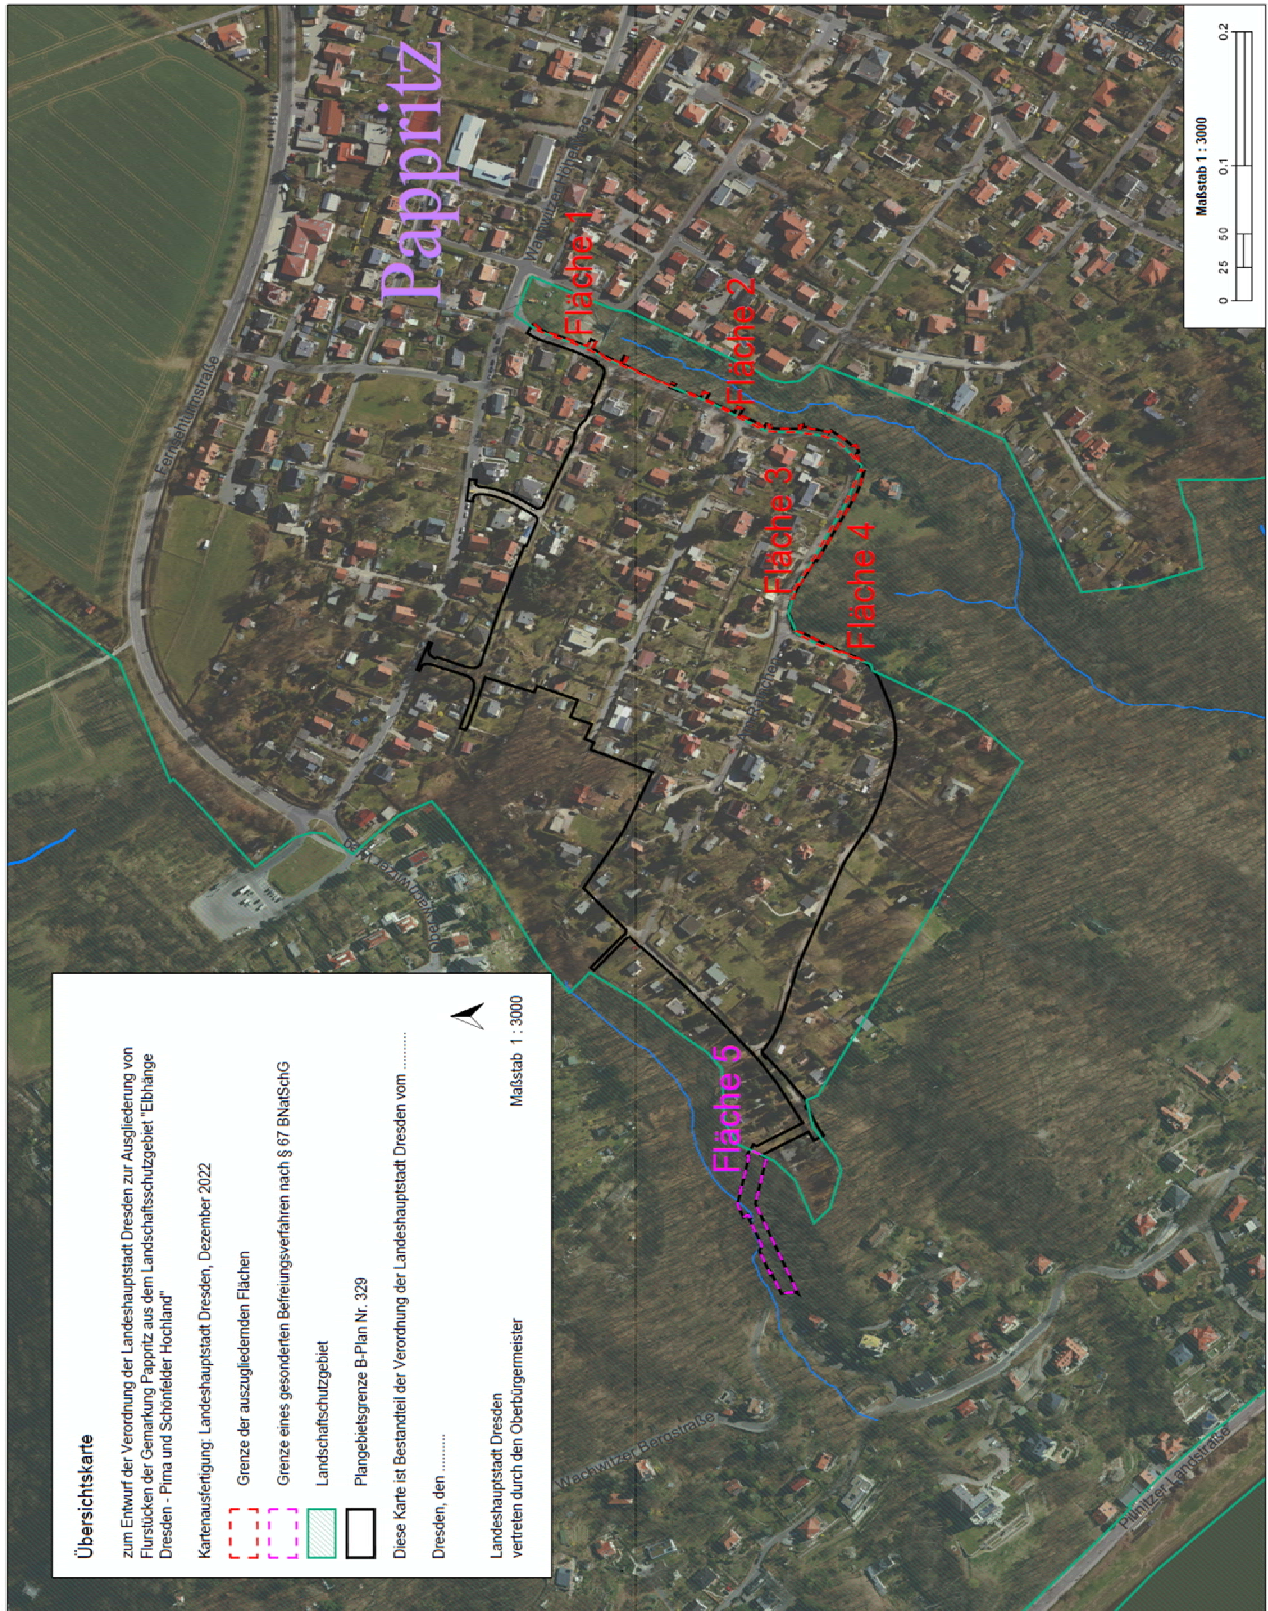 Übersichtskarte
zum Entwurf der Verordnung der Landeshauptstadt Dresden zur Ausgliederung von
Flurstücken der Gemarkung Pappritz aus dem Landschaftsschutzgebiet "Elbhänge
Dresden - Pirna und Schönfelder Hochland"
Kartenausfertigung: Landeshauptstadt Dresden, Dezember 2022
Grenze der auszugliedernden Flächen
Grenze eines gesonderten Befreiungsverfahren nach § 67 BNatSchG
Landschaftschutzgebiet
Plangebietsgrenze B-Plan Nr. 329
Diese Karte ist Bestandteil der Verordnung der Landeshauptstadt Dresden vom ..........
Dresden, den ..........
Landeshauptstadt Dresden
vertreten durch den Oberbürgermeister
Maßstab 1 : 3000
Pappritz
Fernsehturmstraße
Fläche 1
Fläche 2
Fläche 3
Fläche 4
Fläche 5
Wachwitzer Bergstraße
Pillnitzer Landstraße
Maßstab 1 : 3000
0 25 50 0,1 0,2